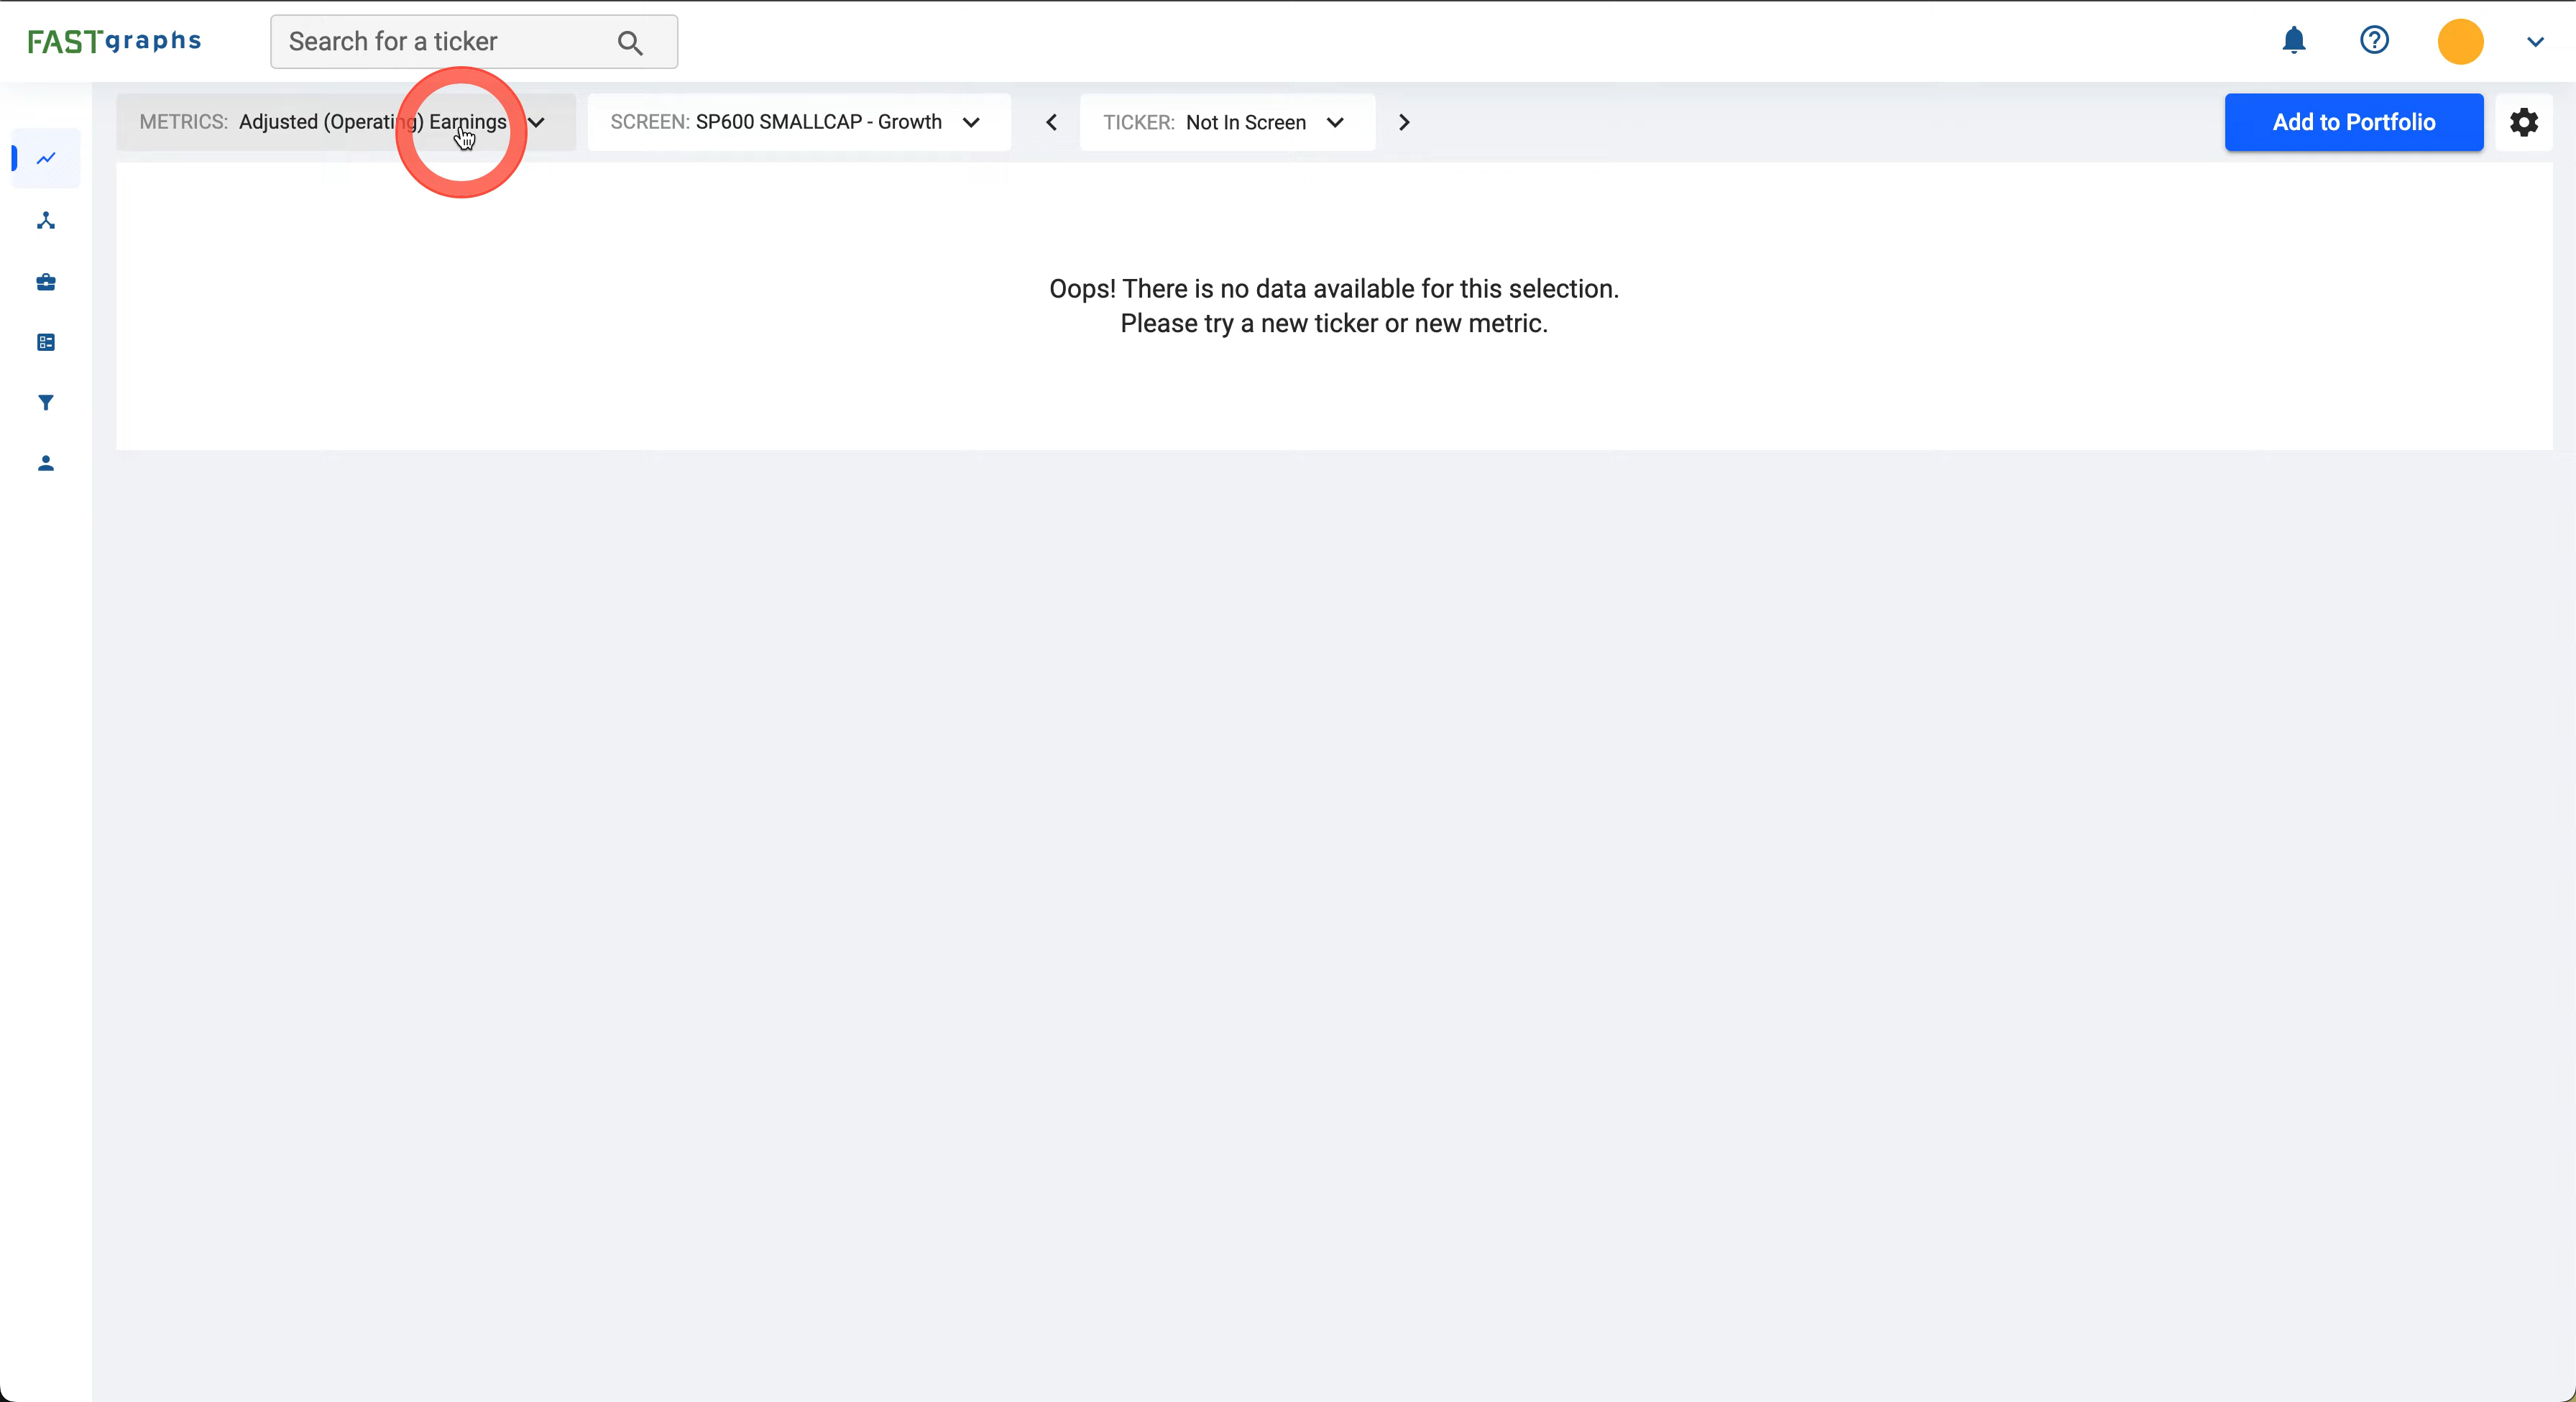 FASTgraphs
Search for a ticker
METRICS: Adjusted (Operating) Earnings
SCREEN: SP600 SMALLCAP - Growth
TICKER: Not In Screen
Add to Portfolio
Oops! There is no data available for this selection.
Please try a new ticker or new metric.